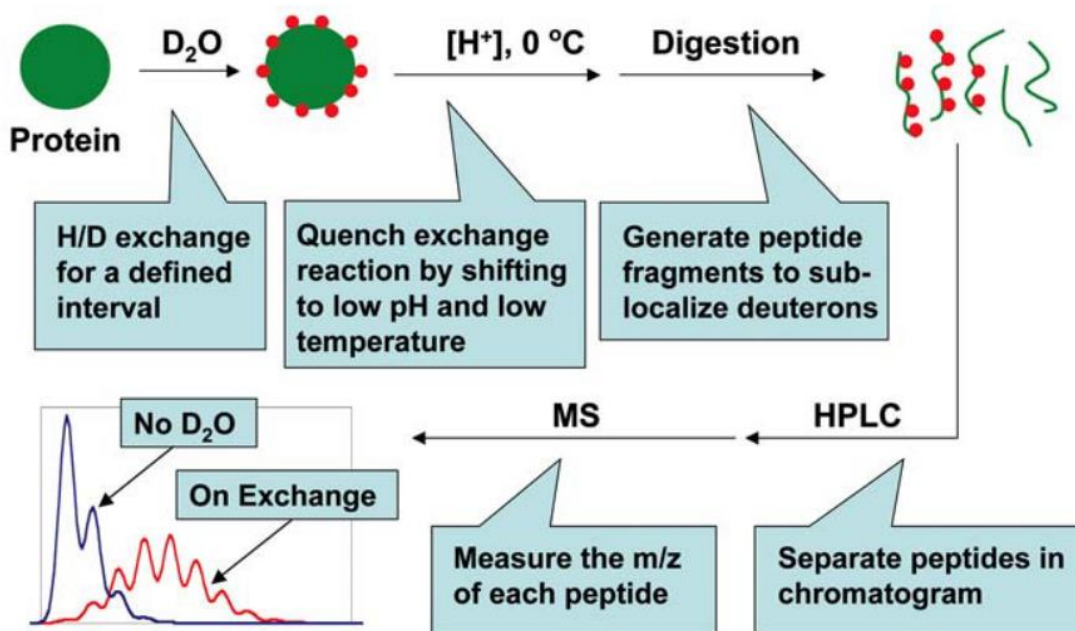 D₂O
[H⁺], 0 °C
Digestion
Protein
H/D exchange
for a defined
interval
Quench exchange
reaction by shifting
to low pH and low
temperature
Generate peptide
fragments to sub-
localize deuterons
No D₂O
On Exchange
MS
HPLC
Measure the m/z
of each peptide
Separate peptides in
chromatogram